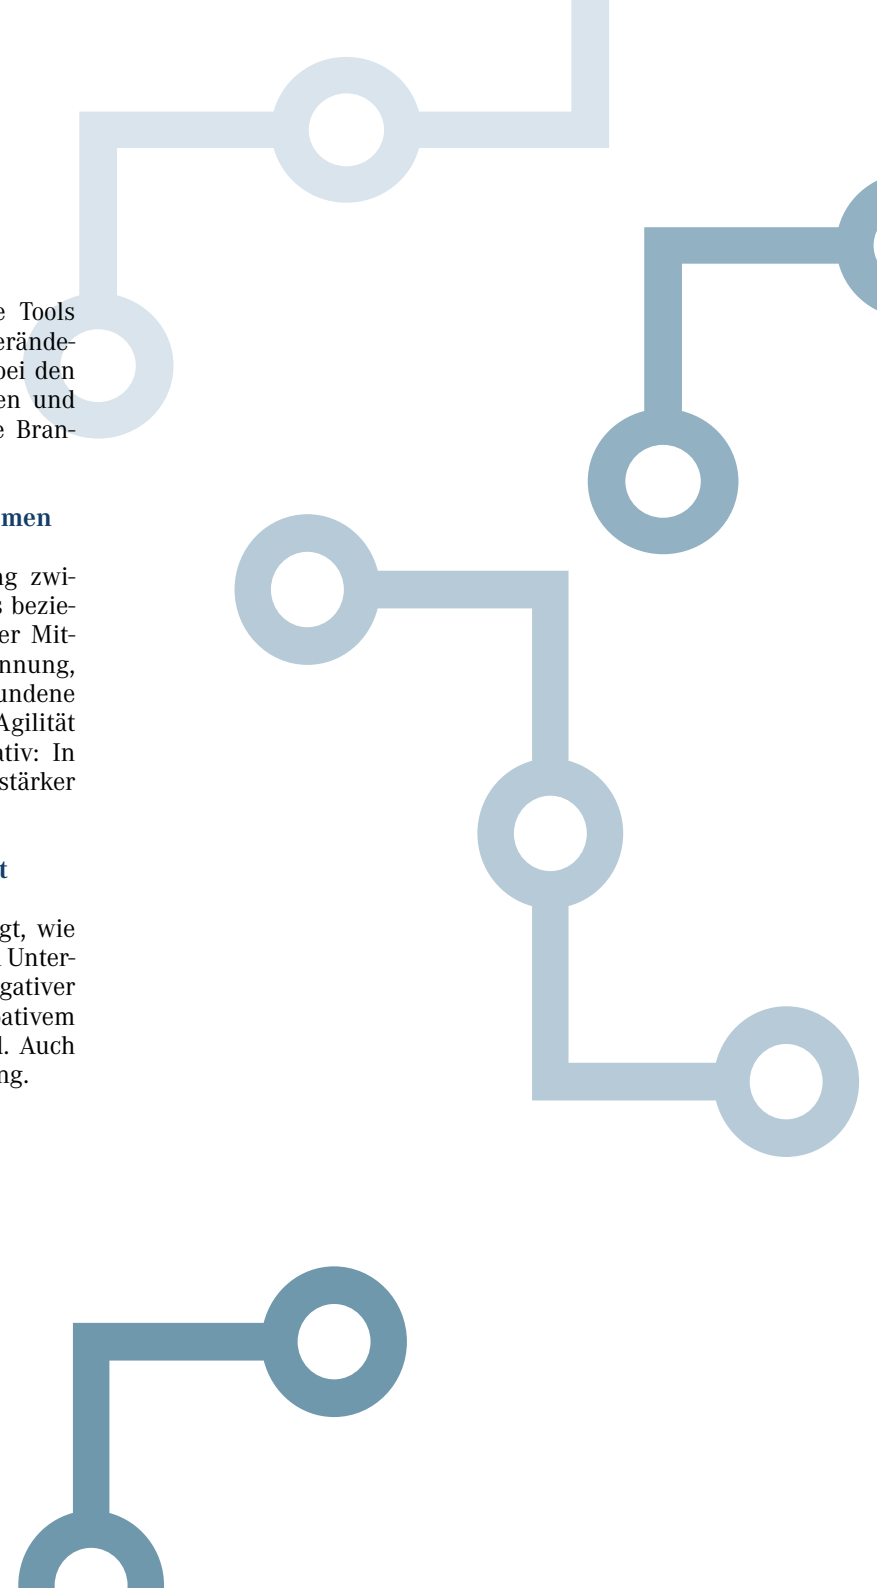 e Tools
erände-
bei den
en und
e Bran-
men
ng zwi-
s bezie-
er Mit-
nnung,
undene
Agilität
ativ: In
stärker
t
gt, wie
Unter-
gativer
ativem
l. Auch
ng.